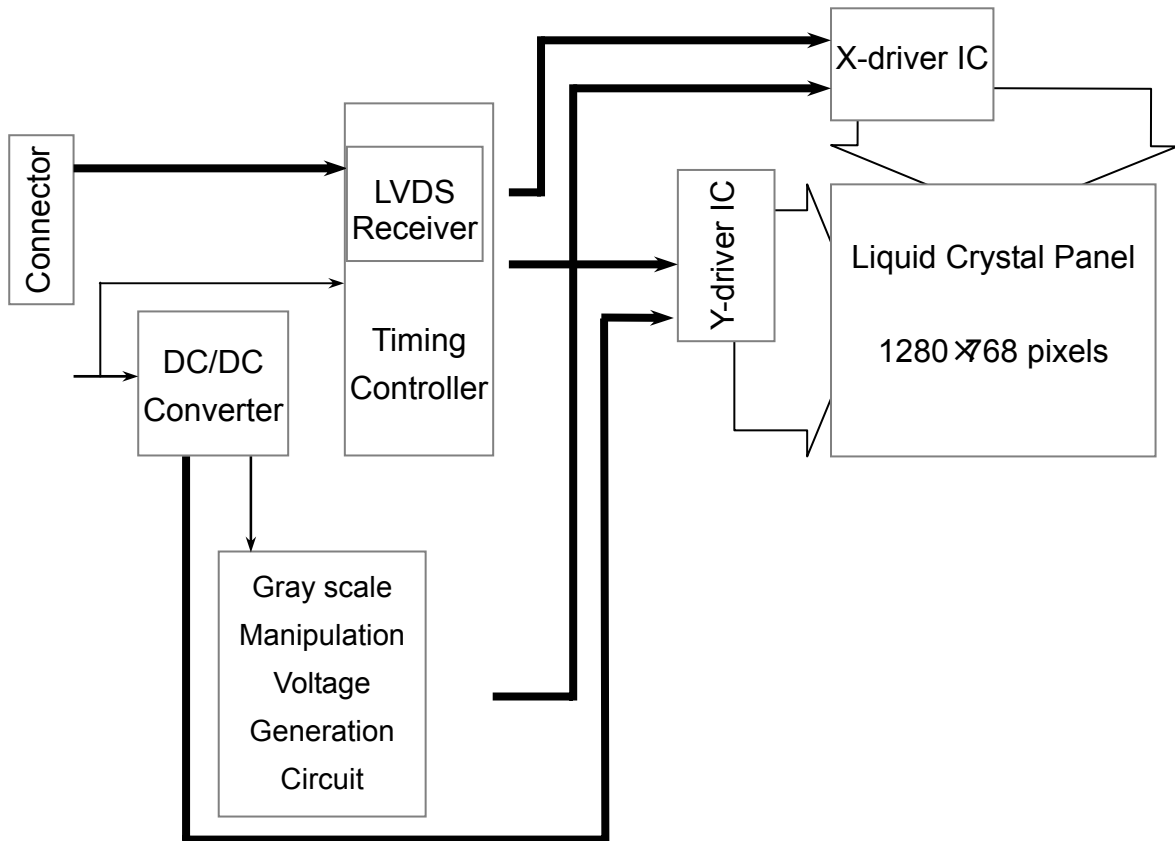 X-driver IC
Connector
LVDS
Receiver
Y-driver IC
Liquid Crystal Panel
1280×768 pixels
Timing
Controller
DC/DC
Converter
Gray scale
Manipulation
Voltage
Generation
Circuit